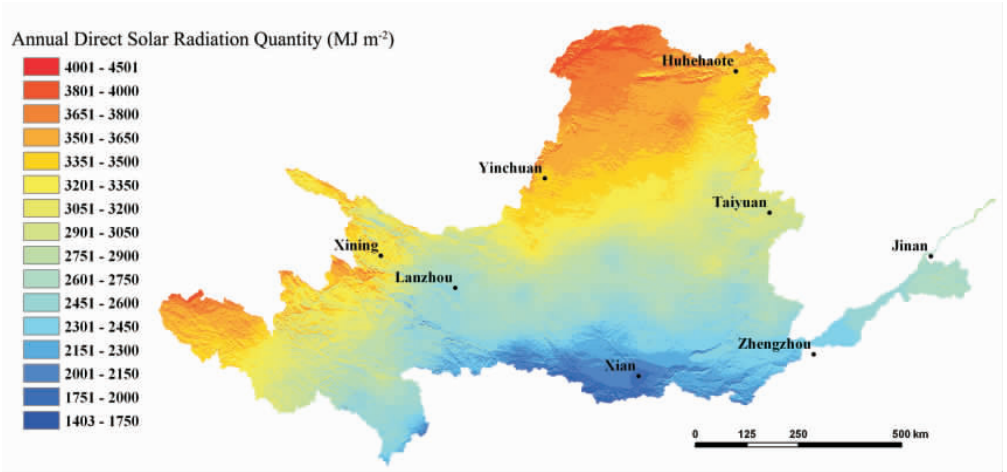 Annual Direct Solar Radiation Quantity (MJ m-2)
4001 - 4501
3801 - 4000
3651 - 3800
3501 - 3650
3351 - 3500
3201 - 3350
3051 - 3200
2901 - 3050
2751 - 2900
2601 - 2750
2451 - 2600
2301 - 2450
2151 - 2300
2001 - 2150
1751 - 2000
1403 - 1750
Huhehaote
Yinchuan
Taiyuan
Xining
Jinan
Lanzhou
Zhengzhou
Xian
0 125 250 500 km